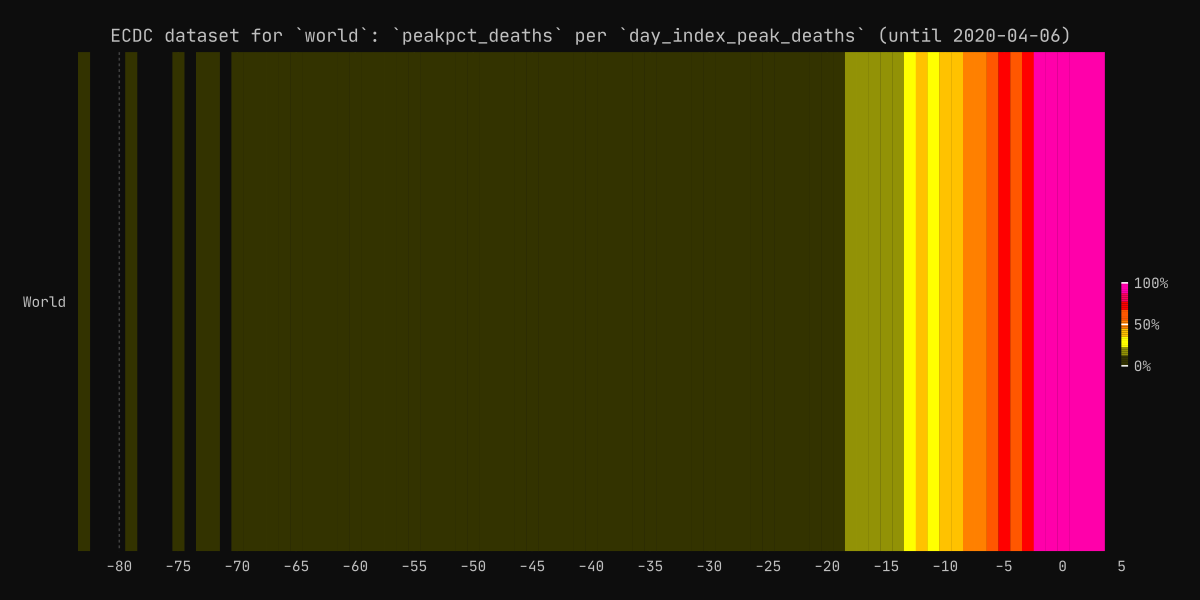 ECDC dataset for `world`: `peakpct_deaths` per `day_index_peak_deaths` (until 2020-04-06)
World
100%
50%
0%
-80 -75 -70 -65 -60 -55 -50 -45 -40 -35 -30 -25 -20 -15 -10 -5 0 5